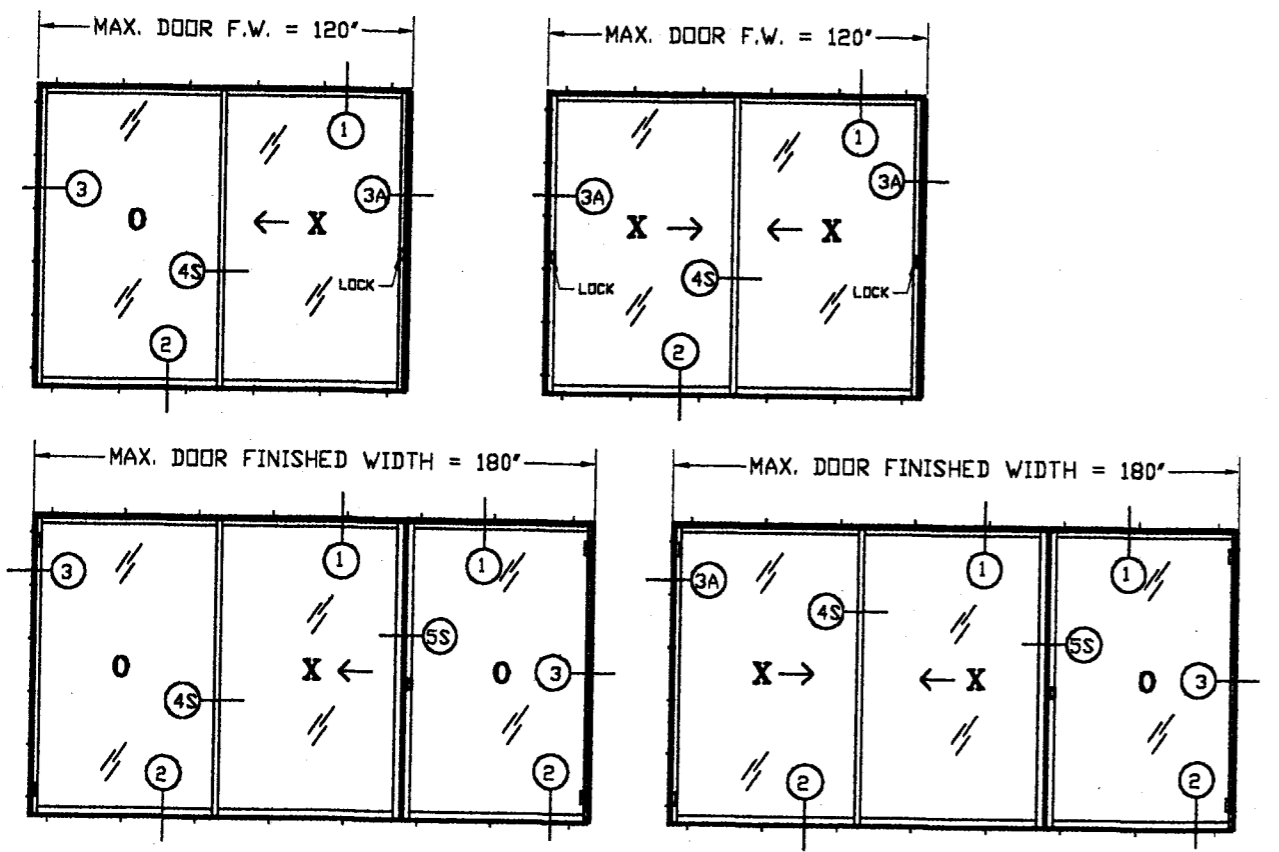 MAX. DOOR F.W. = 120"
1
3
3A
O
← X
4S
LOCK
2
MAX. DOOR F.W. = 120"
1
3A
3A
X →
← X
4S
LOCK
LOCK
2
MAX. DOOR FINISHED WIDTH = 180"
1
1
3
5S
O
X ←
O
3
4S
2
2
MAX. DOOR FINISHED WIDTH = 180"
1
1
3A
4S
5S
X →
← X
O
3
2
2